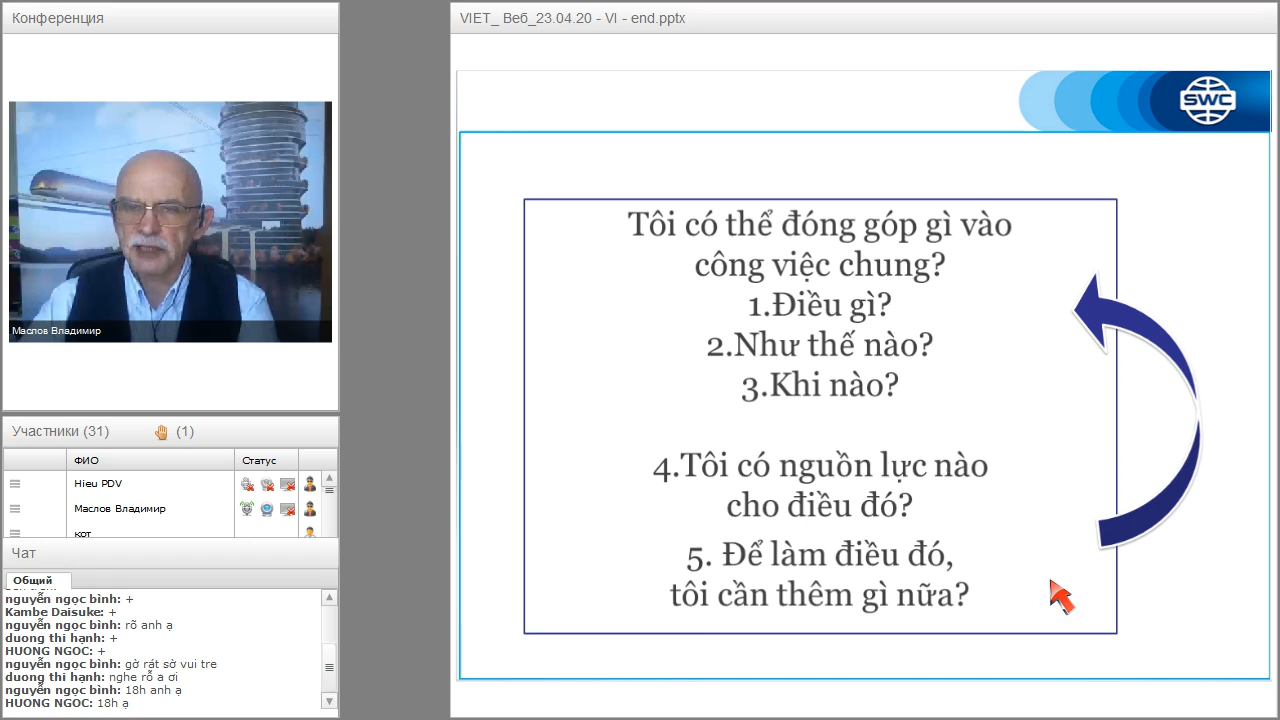 Конференция
Маслов Владимир
Участники (31)
(1)
ФИО
Статус
Hieu PDV
Маслов Владимир
кот
Чат
Общий
nguyễn ngọc bình: +
Kambe Daisuke: +
nguyễn ngọc bình: rõ anh ạ
duong thi hạnh: +
HUONG NGOC: +
nguyễn ngọc bình: gờ rát sờ vui tre
duong thi hạnh: nghe rỗ a ơi
nguyễn ngọc bình: 18h anh ạ
HUONG NGOC: 18h ạ
VIET_ Веб_23.04.20 - VI - end.pptx
SWC
Tôi có thể đóng góp gì vào
công việc chung?
1.Điều gì?
2.Như thế nào?
3.Khi nào?
4.Tôi có nguồn lực nào
cho điều đó?
5. Để làm điều đó,
tôi cần thêm gì nữa?